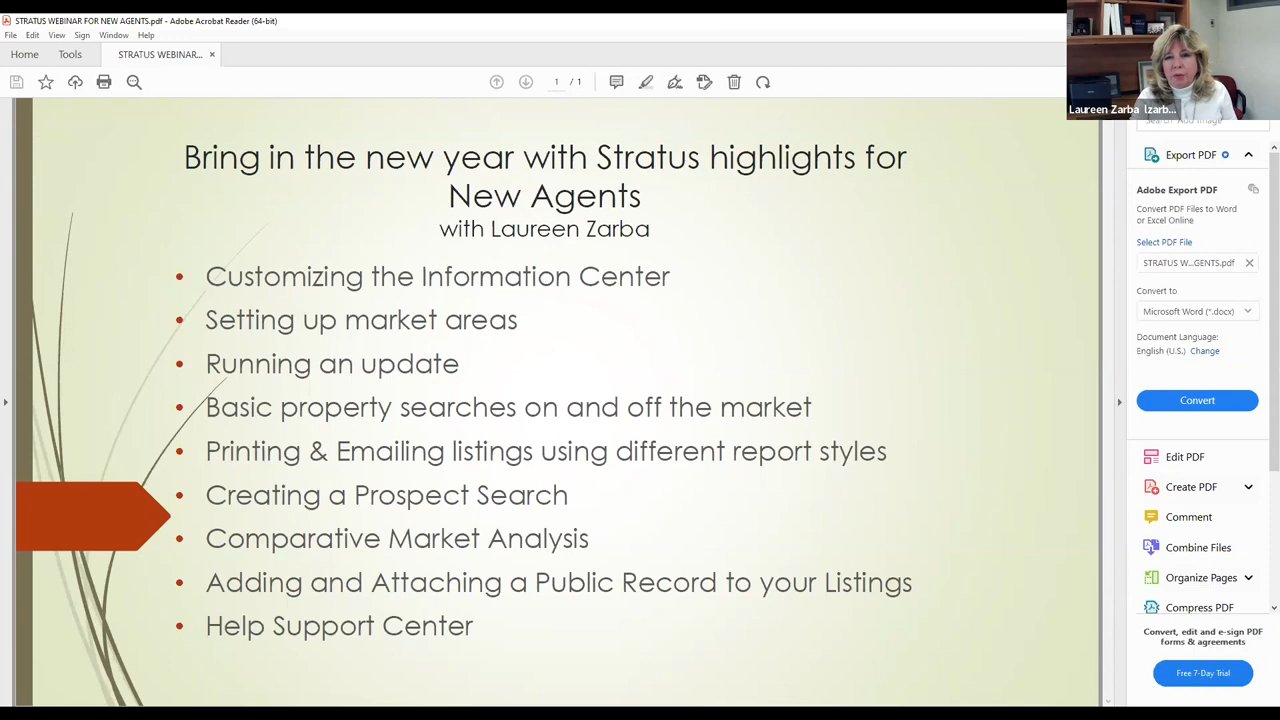 STRATUS WEBINAR FOR NEW AGENTS.pdf - Adobe Acrobat Reader (64-bit)
File Edit View Sign Window Help
Home Tools STRATUS WEBINAR... ×
1 / 1
Laureen Zarba lzarb...
Bring in the new year with Stratus highlights for
New Agents
with Laureen Zarba
• Customizing the Information Center
• Setting up market areas
• Running an update
• Basic property searches on and off the market
• Printing & Emailing listings using different report styles
• Creating a Prospect Search
• Comparative Market Analysis
• Adding and Attaching a Public Record to your Listings
• Help Support Center
Export PDF
Adobe Export PDF
Convert PDF Files to Word
or Excel Online
Select PDF File
STRATUS W...GENTS.pdf
Convert to
Microsoft Word (*.docx)
Document Language:
English (U.S.) Change
Convert
Edit PDF
Create PDF
Comment
Combine Files
Organize Pages
Compress PDF
Convert, edit and e-sign PDF
forms & agreements
Free 7-Day Trial